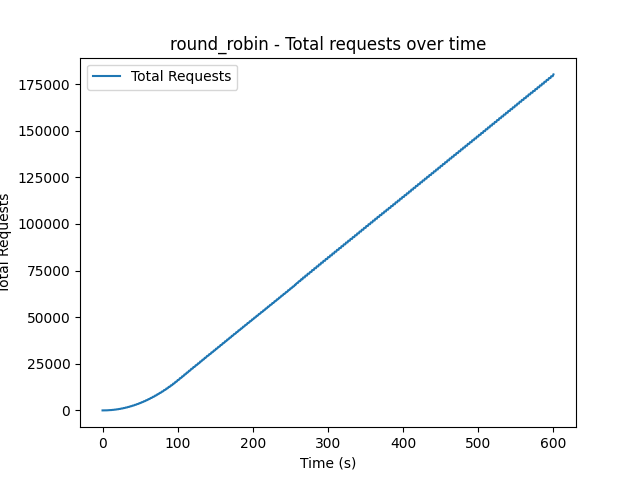 round_robin - Total requests over time
Total Requests
175000
150000
125000
100000
75000
50000
25000
0
Total Requests
0 100 200 300 400 500 600
Time (s)